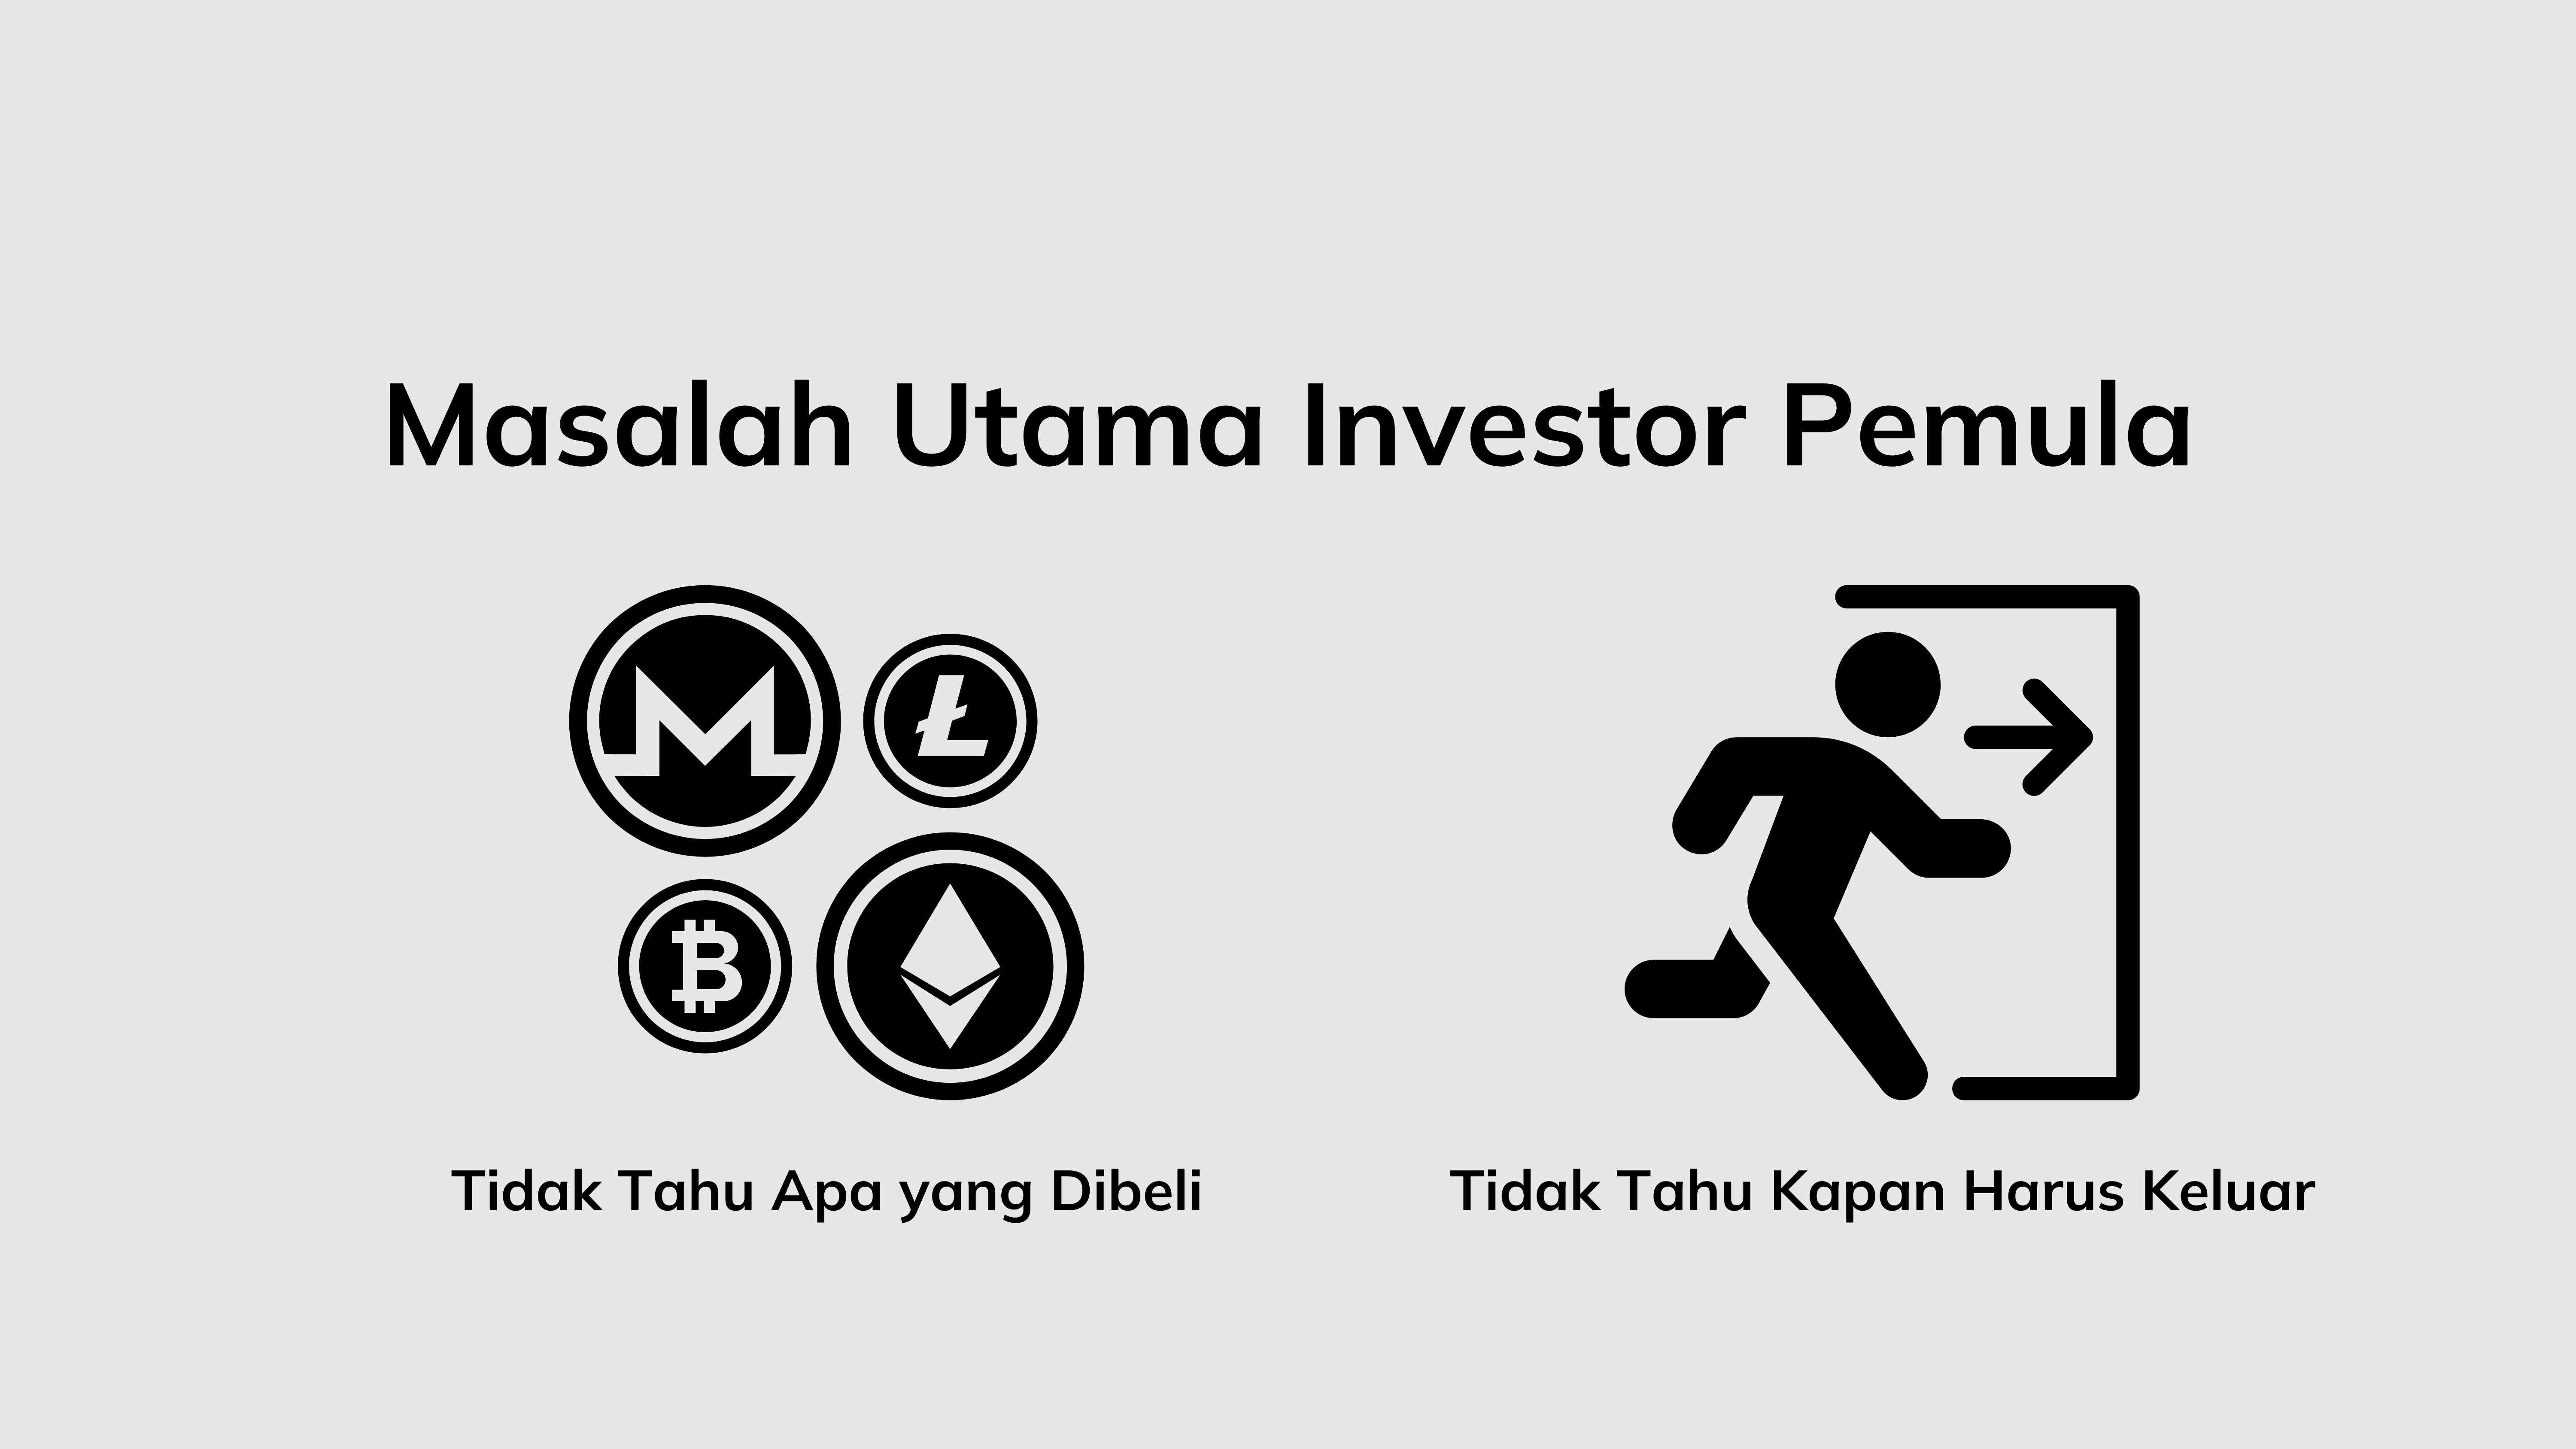 Masalah Utama Investor Pemula
Tidak Tahu Apa yang Dibeli
Tidak Tahu Kapan Harus Keluar